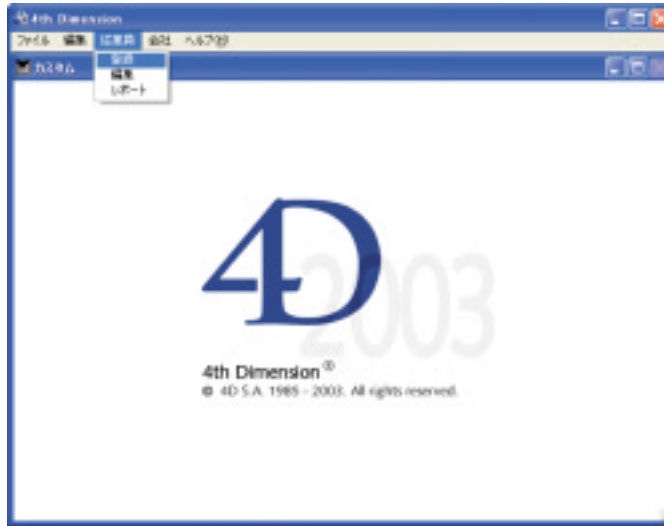 4th Dimension
ファイル 編集 従業員 会社 ヘルプ(H)
カスタム
登録
編集
レポート
4D
2003
4th Dimension®
© 4D S.A. 1985 - 2003. All rights reserved.